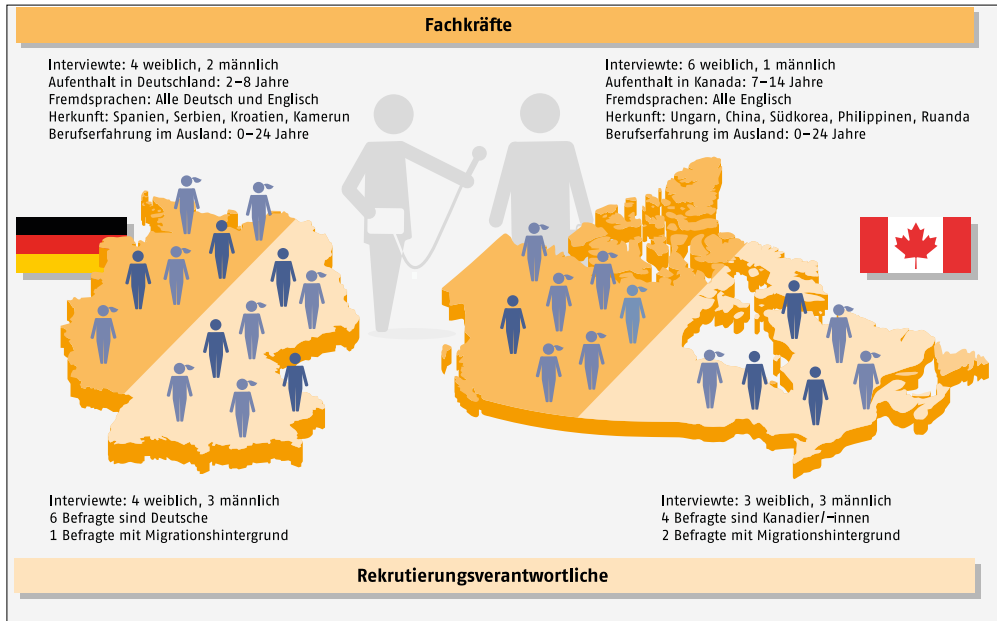 Fachkräfte
Interviewte: 4 weiblich, 2 männlich
Aufenthalt in Deutschland: 2–8 Jahre
Fremdsprachen: Alle Deutsch und Englisch
Herkunft: Spanien, Serbien, Kroatien, Kamerun
Berufserfahrung im Ausland: 0–24 Jahre
Interviewte: 6 weiblich, 1 männlich
Aufenthalt in Kanada: 7–14 Jahre
Fremdsprachen: Alle Englisch
Herkunft: Ungarn, China, Südkorea, Philippinen, Ruanda
Berufserfahrung im Ausland: 0–24 Jahre
Interviewte: 4 weiblich, 3 männlich
6 Befragte sind Deutsche
1 Befragte mit Migrationshintergrund
Interviewte: 3 weiblich, 3 männlich
4 Befragte sind Kanadier/-innen
2 Befragte mit Migrationshintergrund
Rekrutierungsverantwortliche